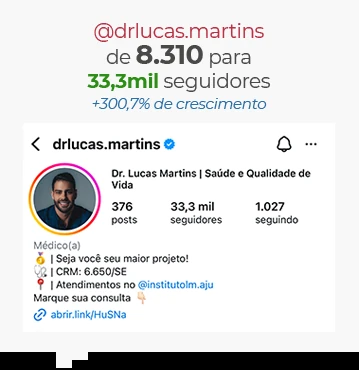 @drlucas.martins
de 8.310 para
33,3mil seguidores
+300,7% de crescimento
drlucas.martins
Dr. Lucas Martins | Saúde e Qualidade de
Vida
376 33,3 mil 1.027
posts seguidores seguindo
Médico(a)
🥇 | Seja você seu maior projeto!
🩺 | CRM: 6.650/SE
📍 | Atendimentos no @institutolm.aju
Marque sua consulta 👇🏻
abrir.link/HuSNa